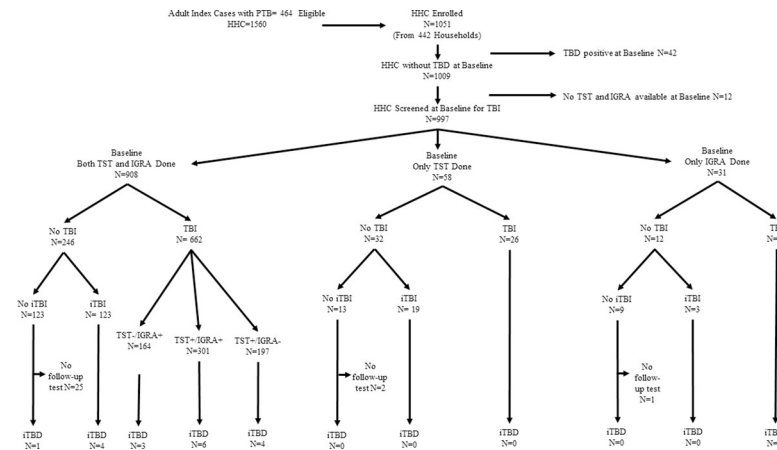 Adult Index Cases with PTB= 464 Eligible
HHC=1560
HHC Enrolled
N=1051
(From 442 Households)
TBD positive at Baseline N=42
HHC without TBD at Baseline
N=1009
No TST and IGRA available at Baseline N=12
HHC Screened at Baseline for TBI
N=997
Baseline
Both TST and IGRA Done
N=908
Baseline
Only TST Done
N=58
Baseline
Only IGRA Done
N=31
No TBI
N=246
TBI
N= 662
No TBI
N=32
TBI
N=26
No TBI
N=12
No iTBI
N=123
iTBI
N= 123
TST-/IGRA+
N=164
TST+/IGRA+
N=301
TST+/IGRA-
N=197
No iTBI
N=13
iTBI
N= 19
No iTBI
N=9
iTBI
N=3
No
follow-up
test N=25
No
follow-up
test N=2
No
follow-
up test
N=1
iTBD
N=1
iTBD
N=4
iTBD
N=3
iTBD
N=6
iTBD
N=4
iTBD
N=0
iTBD
N=0
iTBD
N=0
iTBD
N=0
iTBD
N=0